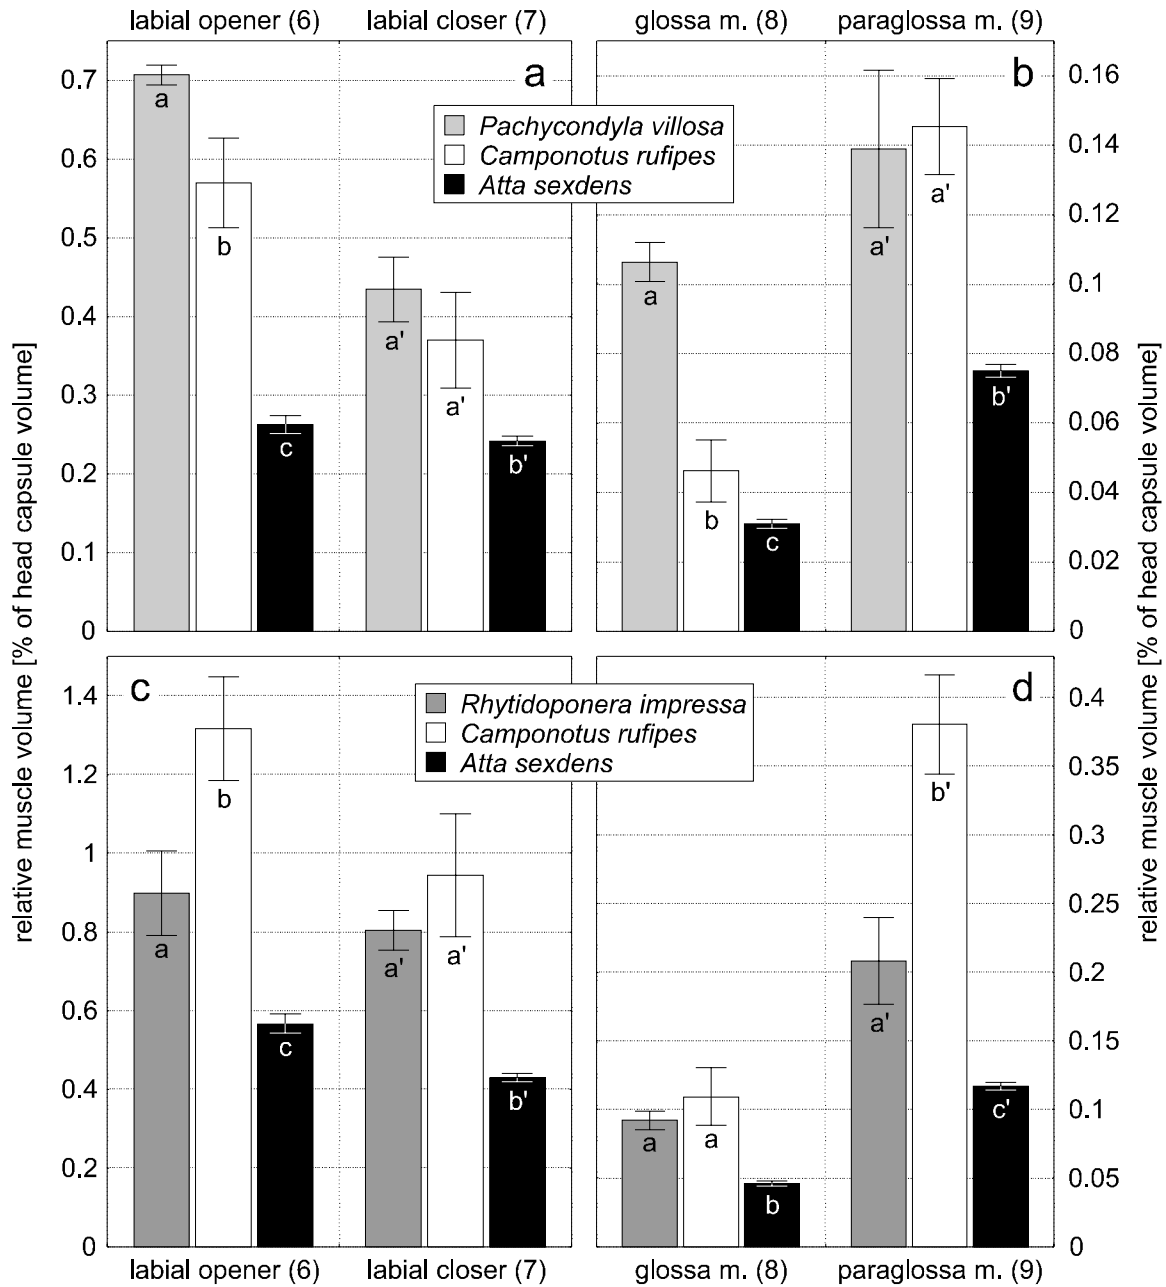 labial opener (6) labial closer (7) glossa m. (8) paraglossa m. (9)
a
b
Pachycondyla villosa
Camponotus rufipes
Atta sexdens
0.7
0.6
0.5
0.4
0.3
0.2
0.1
0
a
b
c
a'
a'
b'
0.16
0.14
0.12
0.1
0.08
0.06
0.04
0.02
0
a
b
c
a'
a'
b'
relative muscle volume [% of head capsule volume]
relative muscle volume [% of head capsule volume]
c
d
Rhytidoponera impressa
Camponotus rufipes
Atta sexdens
1.4
1.2
1
0.8
0.6
0.4
0.2
0
a
b
c
a'
a'
b'
0.4
0.35
0.3
0.25
0.2
0.15
0.1
0.05
0
a
a
b
a'
b'
c'
labial opener (6) labial closer (7) glossa m. (8) paraglossa m. (9)